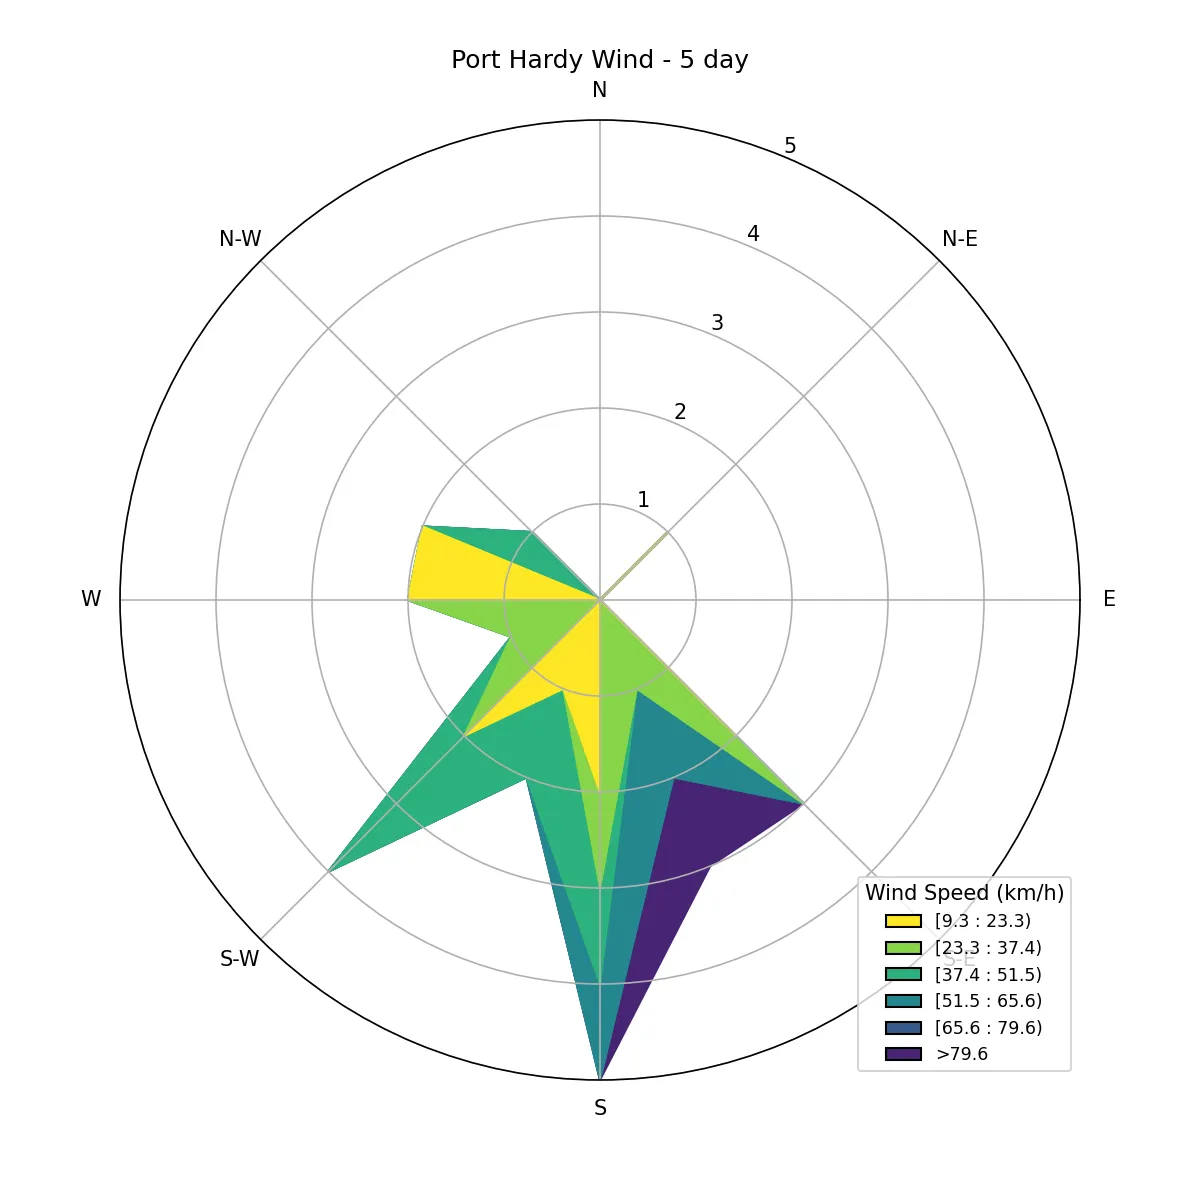 Port Hardy Wind - 5 day
N
5
N-W
4
N-E
3
2
1
W
E
S-W
S-E
S
Wind Speed (km/h)
[9.3 : 23.3)
[23.3 : 37.4)
[37.4 : 51.5)
[51.5 : 65.6)
[65.6 : 79.6)
>79.6